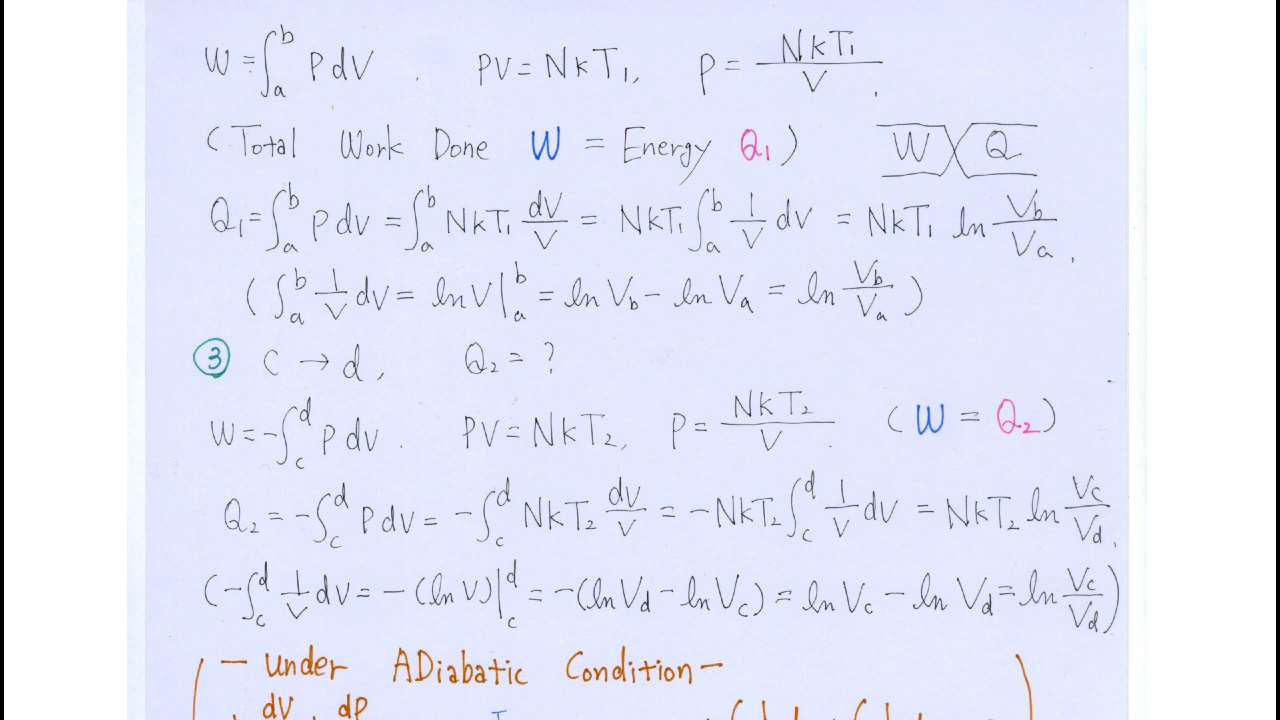 W = ∫_a^b P dV . PV = NkT₁, P = NkT₁/V .
( Total Work Done W = Energy Q₁ ) W Q
Q₁ = ∫_a^b P dV = ∫_a^b NkT₁ dV/V = NkT₁ ∫_a^b 1/V dV = NkT₁ ln V_b/V_a .
( ∫_a^b 1/V dV = ln V |_a^b = ln V_b - ln V_a = ln V_b/V_a )
③ C → d, Q₂ = ?
W = -∫_c^d P dV . PV = NkT₂, P = NkT₂/V . ( W = Q₂ )
Q₂ = -∫_c^d P dV = -∫_c^d NkT₂ dV/V = -NkT₂ ∫_c^d 1/V dV = NkT₂ ln V_c/V_d .
( -∫_c^d 1/V dV = -(ln V)|_c^d = -(ln V_d - ln V_c) = ln V_c - ln V_d = ln V_c/V_d )
- Under ADiabatic Condition -
dV dP